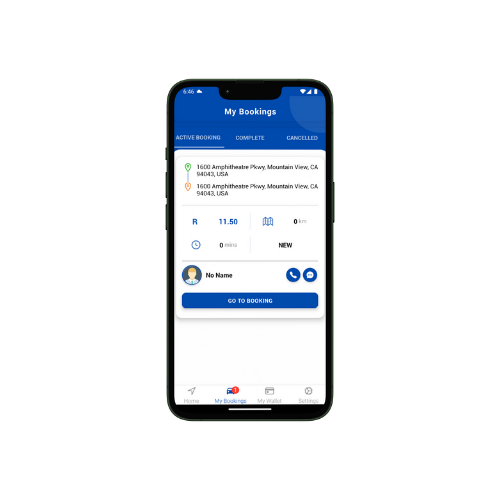 6:46
My Bookings
ACTIVE BOOKING COMPLETE CANCELLED
1600 Amphitheatre Pkwy, Mountain View, CA
94043, USA
1600 Amphitheatre Pkwy, Mountain View, CA
94043, USA
R 11.50 0 km
0 mins NEW
No Name
GO TO BOOKING
1
Home My Bookings My Wallet Settings